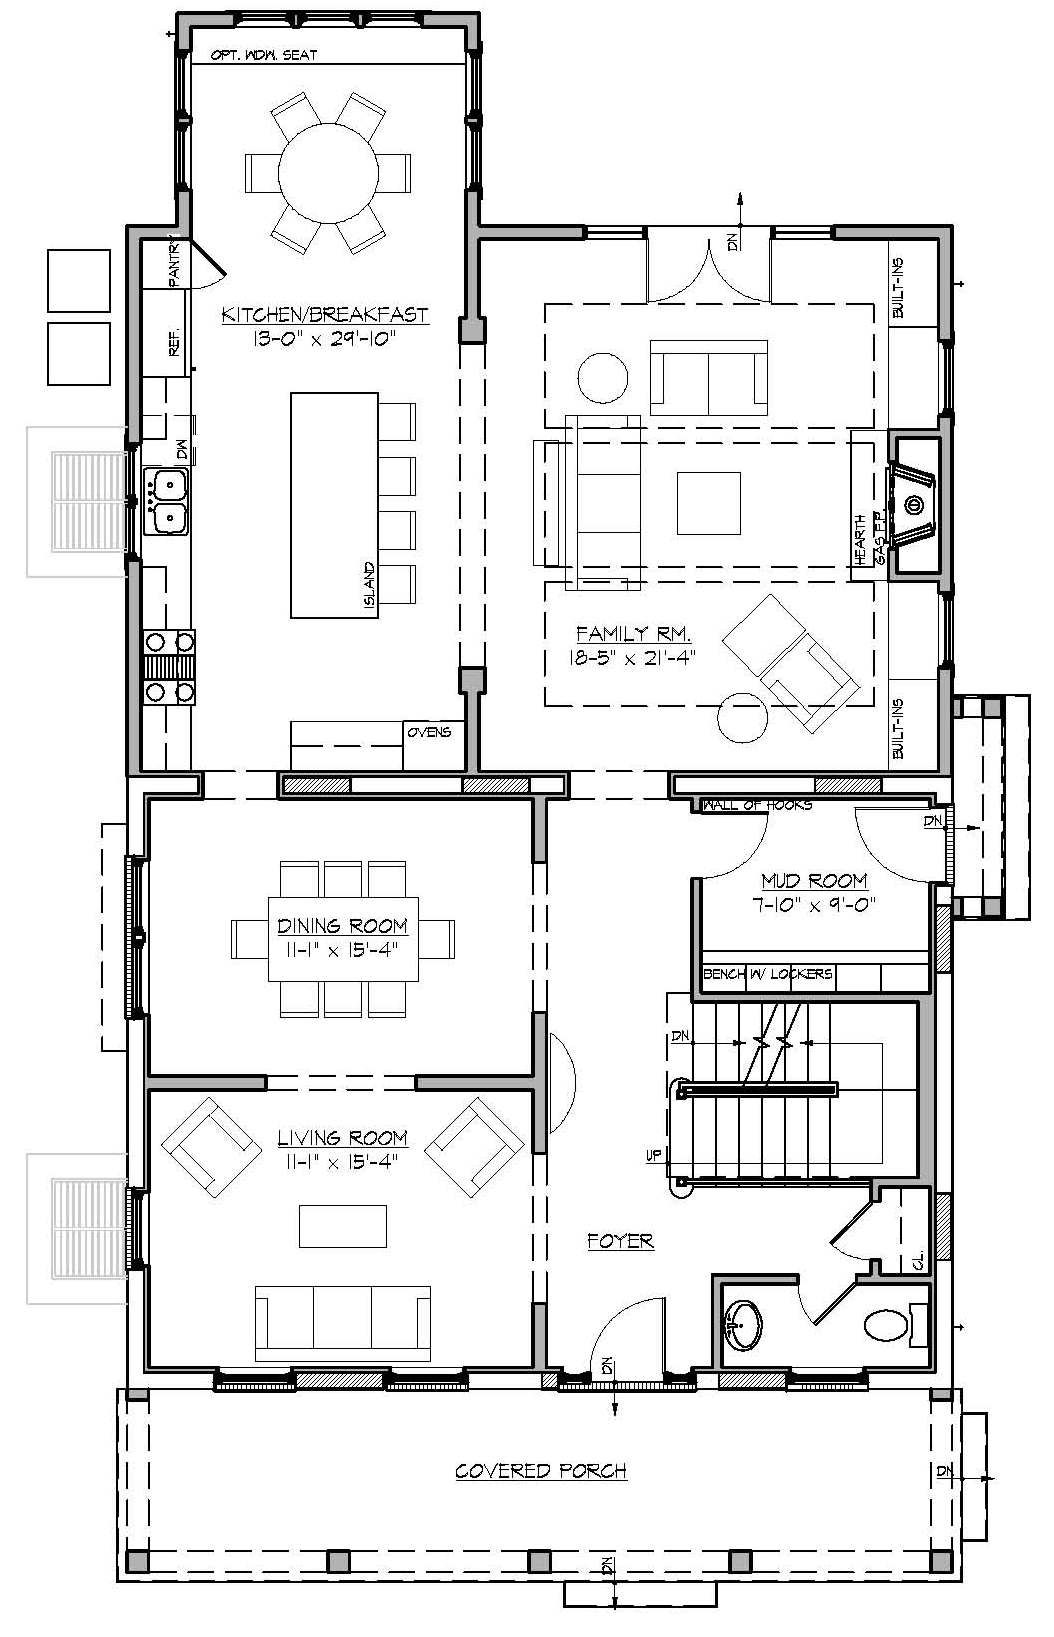 OPT. WDW. SEAT
DN
PANTRY
BUILT-INS
KITCHEN/BREAKFAST
13'-0" x 29'-10"
REF.
DW
HEARTH
GAS F.P.
ISLAND
FAMILY RM.
18'-5" x 21'-4"
BUILT-INS
OVENS
WALL OF HOOKS
DN
MUD ROOM
7'-10" x 9'-0"
DINING ROOM
11'-1" x 15'-4"
BENCH W/ LOCKERS
DN
LIVING ROOM
11'-1" x 15'-4"
UP
FOYER
CL.
DN
COVERED PORCH
DN
DN